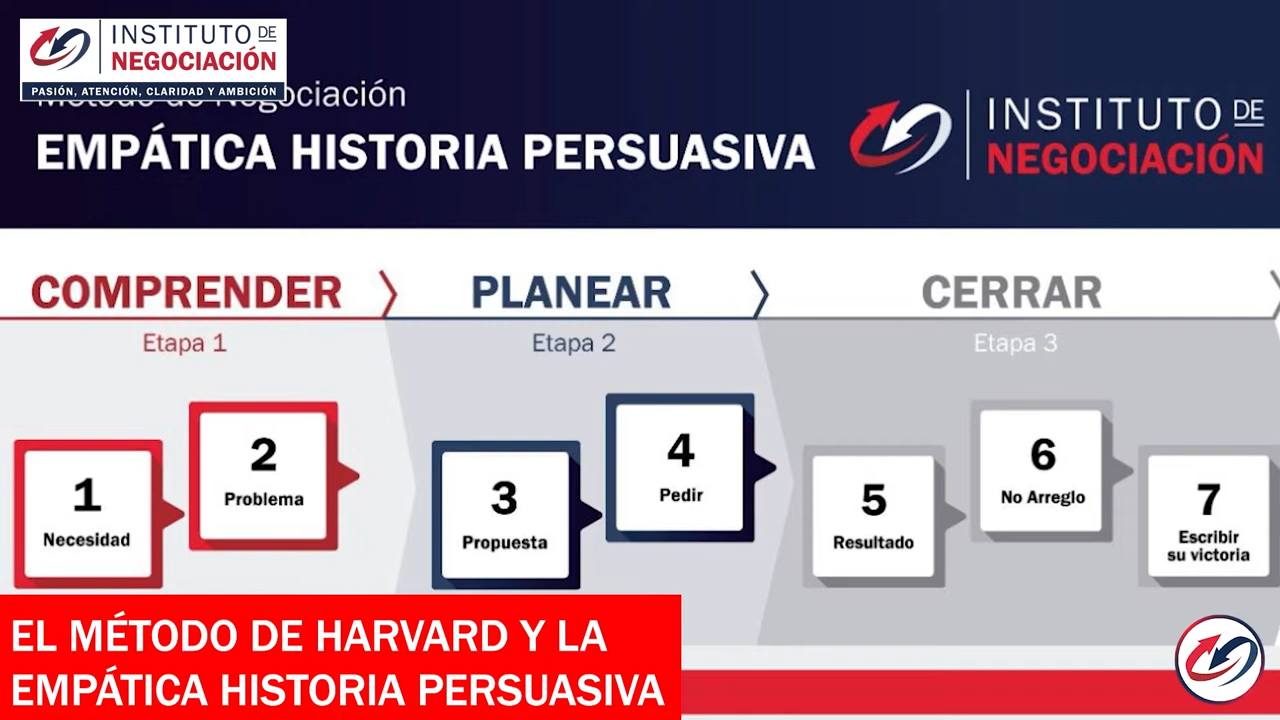 INSTITUTO DE
NEGOCIACIÓN
PASIÓN, ATENCIÓN, CLARIDAD Y AMBICIÓN
Método de Negociación
EMPÁTICA HISTORIA PERSUASIVA
INSTITUTO DE
NEGOCIACIÓN
COMPRENDER
PLANEAR
CERRAR
Etapa 1
Etapa 2
Etapa 3
1
Necesidad
2
Problema
3
Propuesta
4
Pedir
5
Resultado
6
No Arreglo
7
Escribir
su victoria
EL MÉTODO DE HARVARD Y LA
EMPÁTICA HISTORIA PERSUASIVA